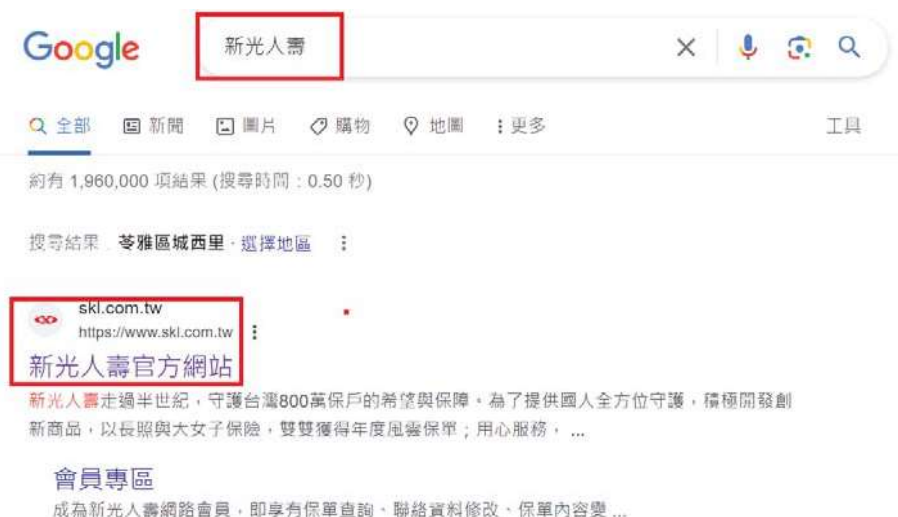 Google 新光人壽
全部 新聞 圖片 購物 地圖 更多 工具
約有 1,960,000 項結果 (搜尋時間：0.50 秒)
搜尋結果 苓雅區城西里 · 選擇地區
skl.com.tw
https://www.skl.com.tw
新光人壽官方網站
新光人壽走過半世紀，守護台灣800萬保戶的希望與保障。為了提供國人全方位守護，積極開發創
新商品，以長照與大女子保險，雙雙獲得年度風雲保單；用心服務， ...
會員專區
成為新光人壽網路會員，即享有保單查詢、聯絡資料修改、保單內容變 ...